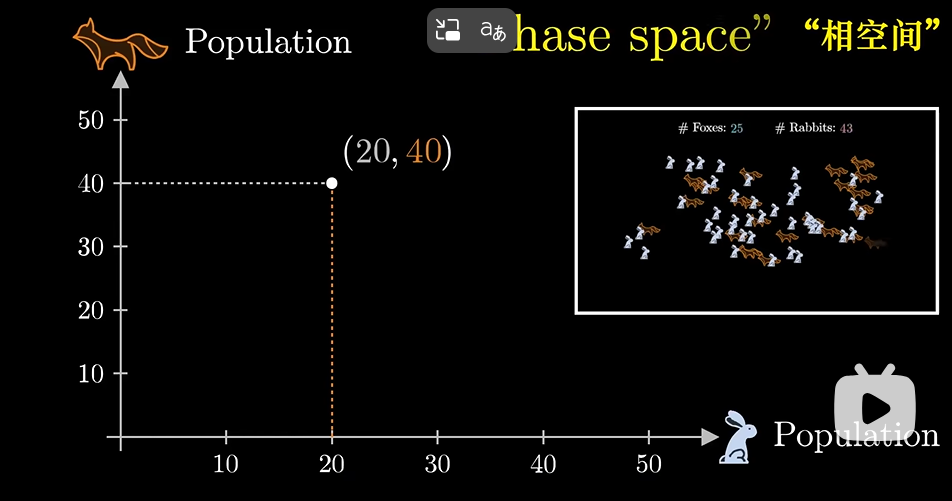 Population
hase space” “相空间”
# Foxes: 25 # Rabbits: 43
50
(20, 40)
40
30
20
10
Population
10 20 30 40 50